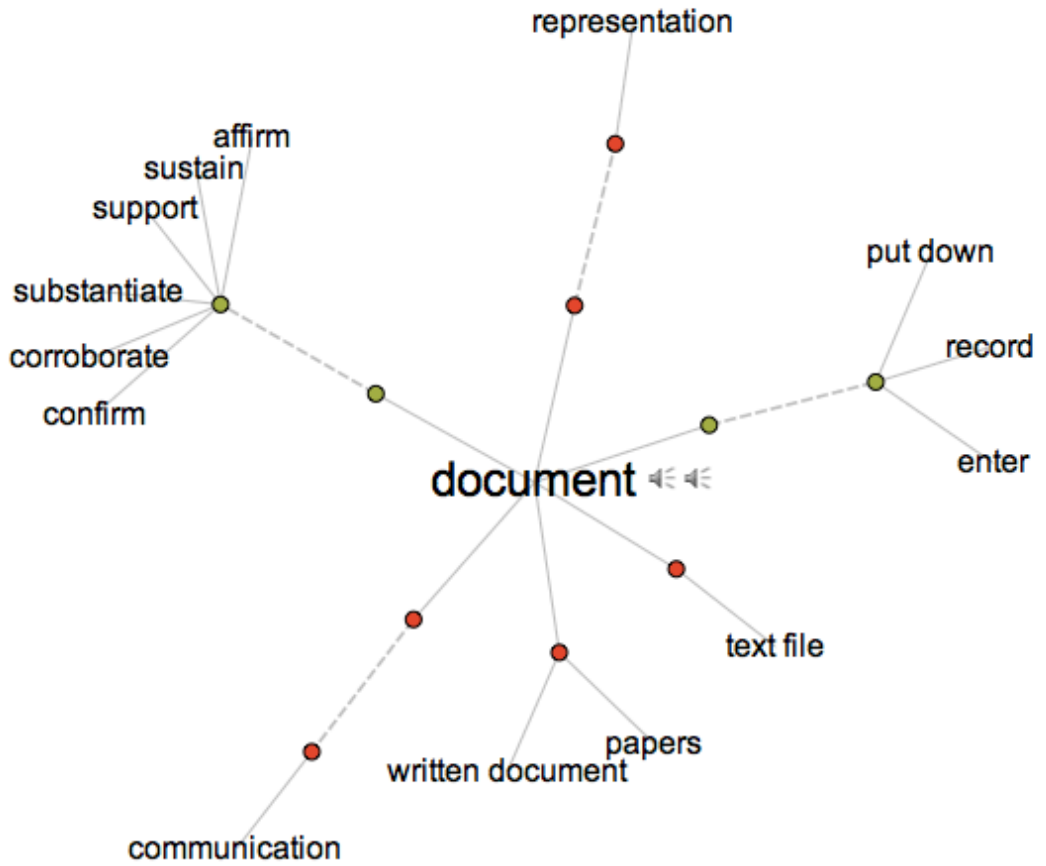 representation
affirm
sustain
support
put down
substantiate
record
corroborate
confirm
enter
document
text file
papers
written document
communication